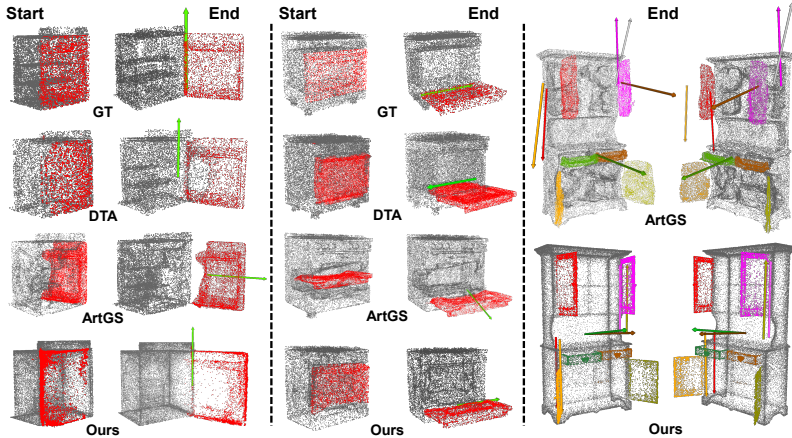 Start End
GT
DTA
ArtGS
Ours
Start End
GT
DTA
ArtGS
Ours
End
ArtGS
Ours